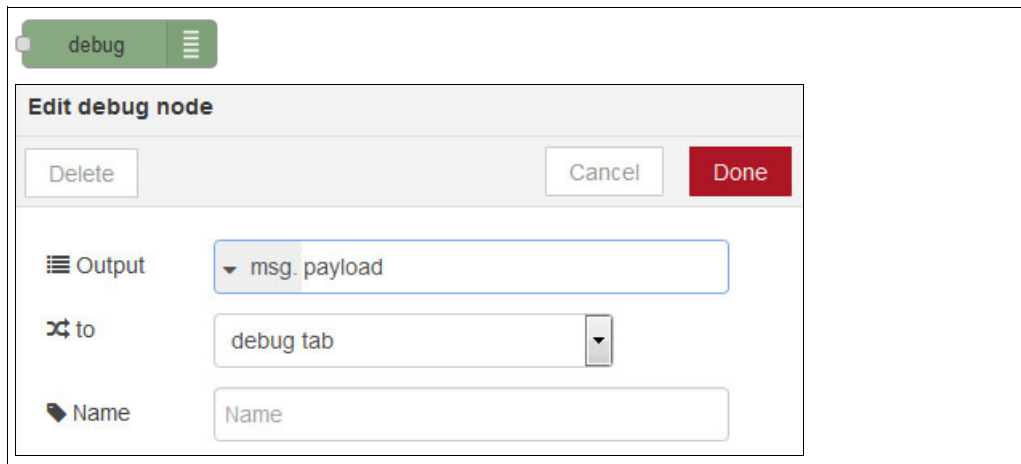 debug
Edit debug node
Delete Cancel Done
Output msg. payload
to debug tab
Name Name